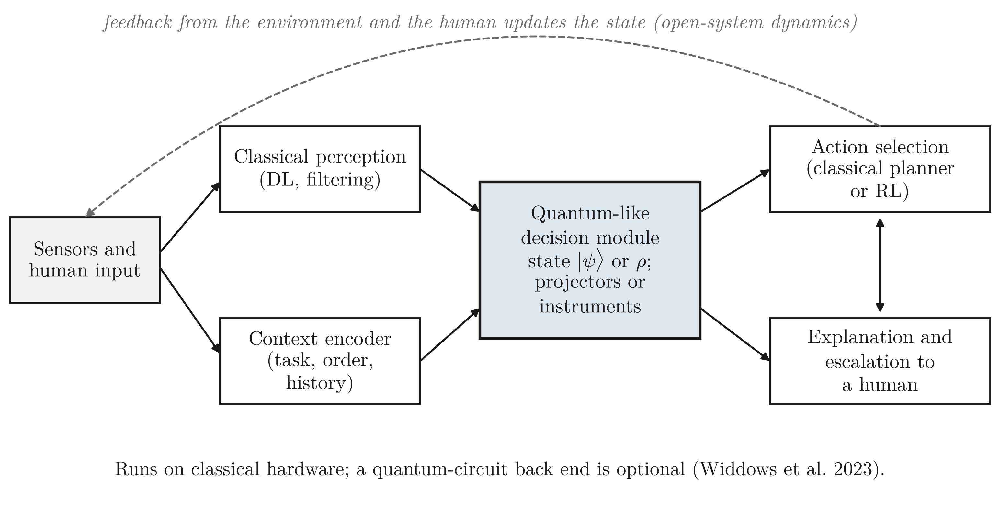 feedback from the environment and the human updates the state (open-system dynamics)
Sensors and
human input
Classical perception
(DL, filtering)
Context encoder
(task, order,
history)
Quantum-like
decision module
state |ψ⟩ or ρ;
projectors or
instruments
Action selection
(classical planner
or RL)
Explanation and
escalation to
a human
Runs on classical hardware; a quantum-circuit back end is optional (Widdows et al. 2023).